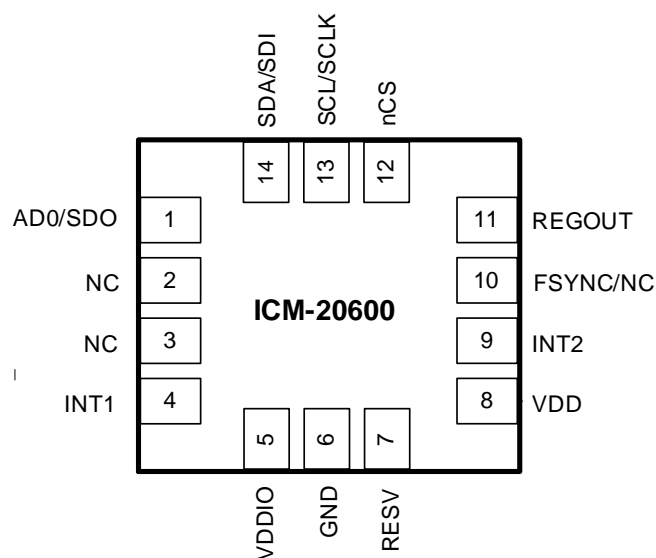 SDA/SDI
SCL/SCLK
nCS
14
13
12
AD0/SDO
1
11
REGOUT
NC
2
10
FSYNC/NC
ICM-20600
NC
3
9
INT2
INT1
4
8
VDD
5
6
7
VDDIO
GND
RESV